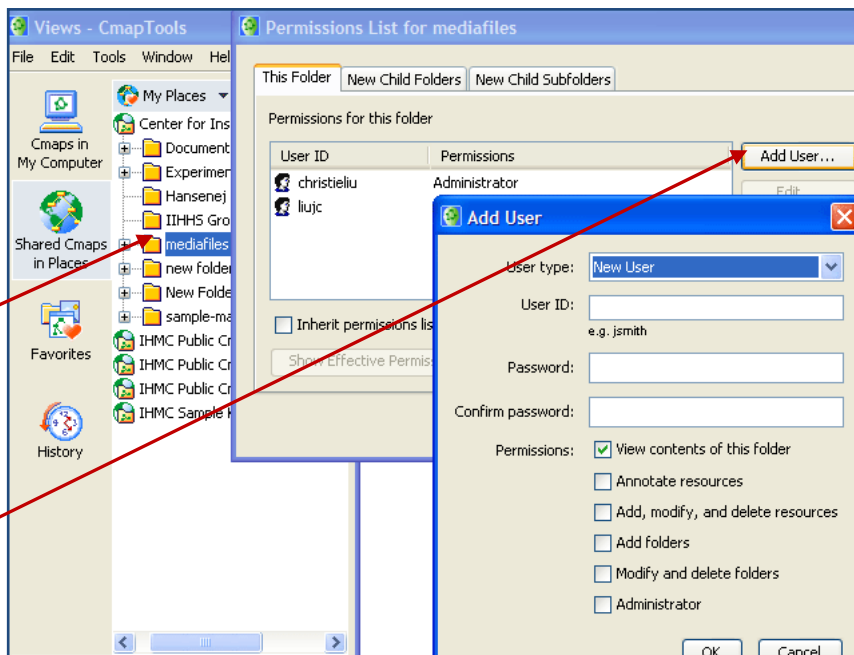 Views - CmapTools
File Edit Tools Window Hel
Cmaps in
My Computer
Shared Cmaps
in Places
Favorites
History
My Places
Center for Ins
Document
Experimen
Hansenej
IIHHS Gro
mediafiles
new folder
New Folde
sample-ma
IHMC Public Cr
IHMC Public Cr
IHMC Public Cr
IHMC Sample K
Permissions List for mediafiles
This Folder New Child Folders New Child Subfolders
Permissions for this folder
User ID Permissions
christieliu Administrator
liujc
Add User...
Edit
Inherit permissions lis
Show Effective Permis
Add User
User type: New User
User ID:
e.g. jsmith
Password:
Confirm password:
Permissions: View contents of this folder
Annotate resources
Add, modify, and delete resources
Add folders
Modify and delete folders
Administrator
OK Cancel